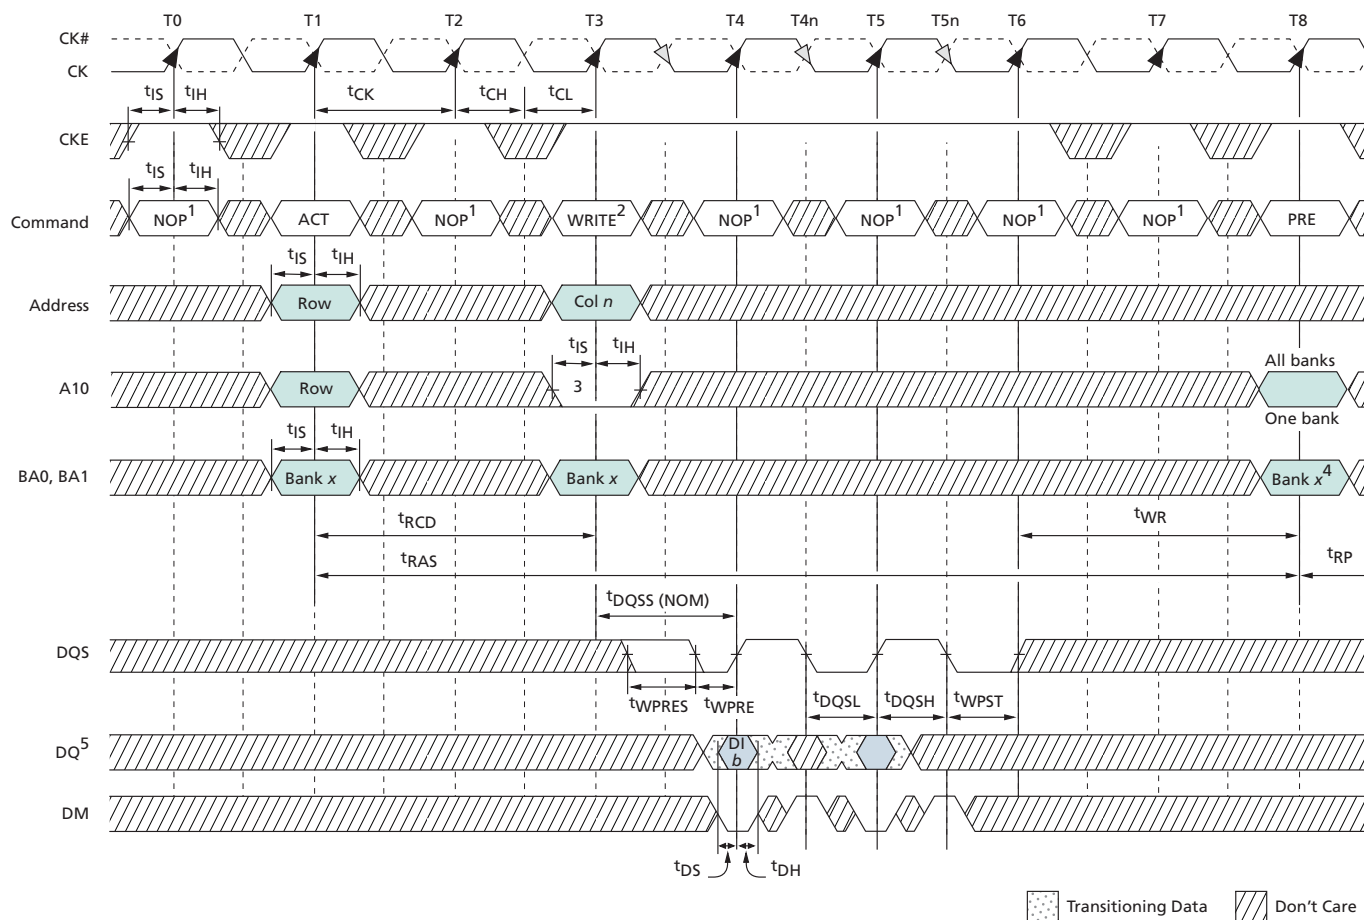 T0 T1 T2 T3 T4 T4n T5 T5n T6 T7 T8
CK#
CK
tIS tIH tCK tCH tCL
CKE
tIS tIH
Command NOP1 ACT NOP1 WRITE2 NOP1 NOP1 NOP1 NOP1 PRE
tIS tIH
Address Row Col n
tIS tIH
All banks
A10 Row 3
One bank
tIS tIH
BA0, BA1 Bank x Bank x Bank x4
tRCD tWR
tRAS tRP
tDQSS (NOM)
DQS
tWPRES tWPRE tDQSL tDQSH tWPST
DQ5 DI
b
DM
tDS tDH
Transitioning Data Don't Care